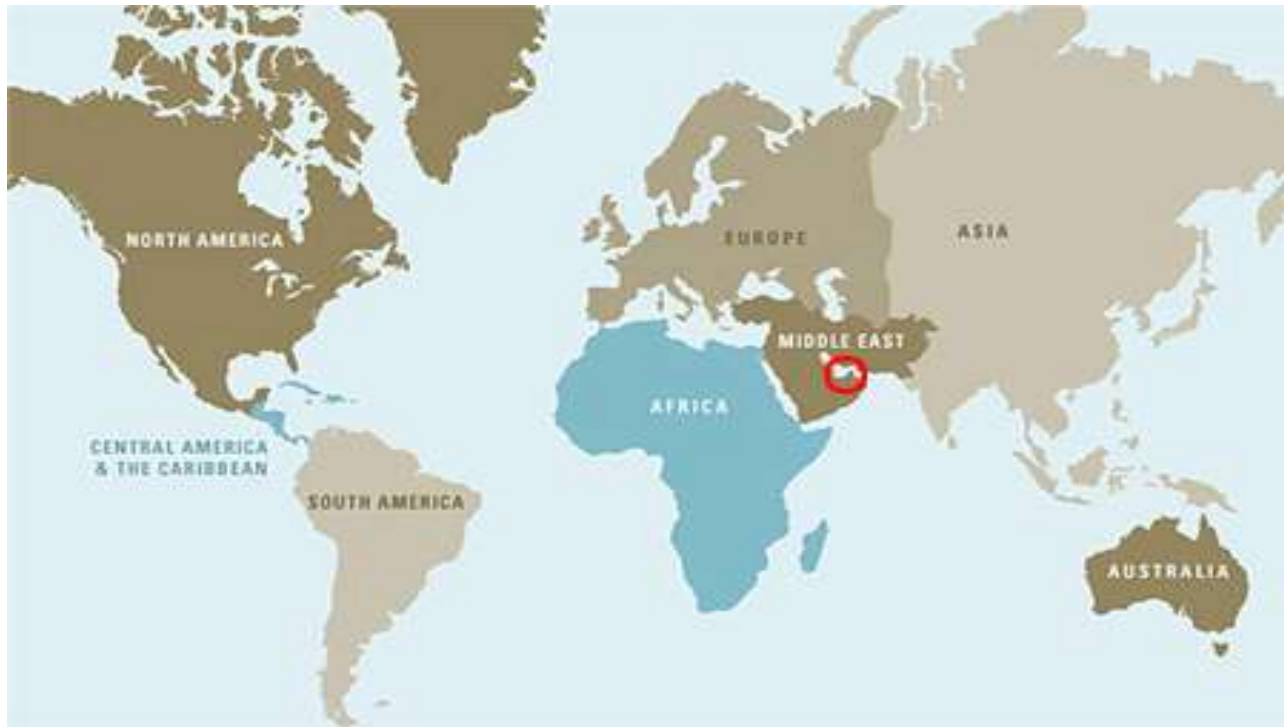 NORTH AMERICA
EUROPE
ASIA
MIDDLE EAST
AFRICA
CENTRAL AMERICA
& THE CARIBBEAN
SOUTH AMERICA
AUSTRALIA